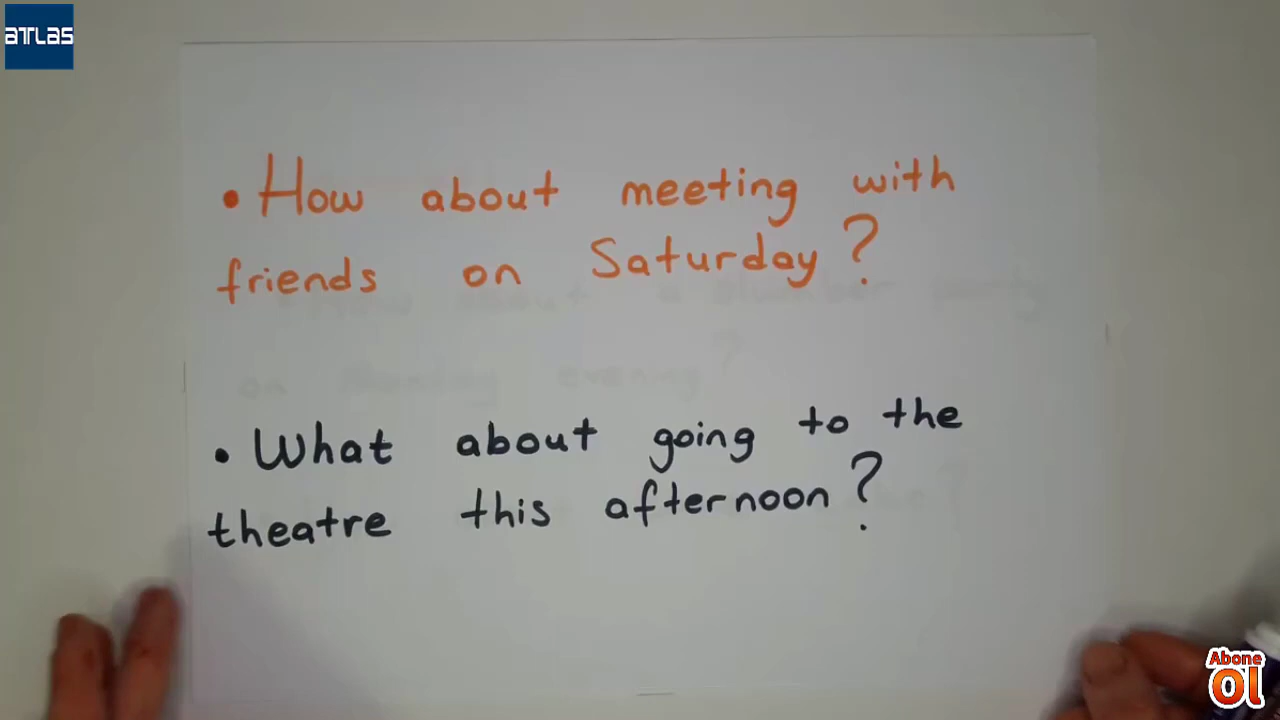 ATLAS
• How about meeting with
friends on Saturday?
• What about going to the
theatre this afternoon?
Abone
Ol